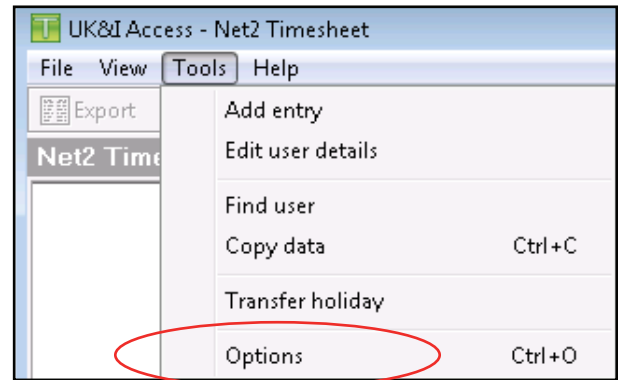 UK&I Access - Net2 Timesheet
File View Tools Help
Export
Add entry
Net2 Time
Edit user details
Find user
Copy data Ctrl+C
Transfer holiday
Options Ctrl+O